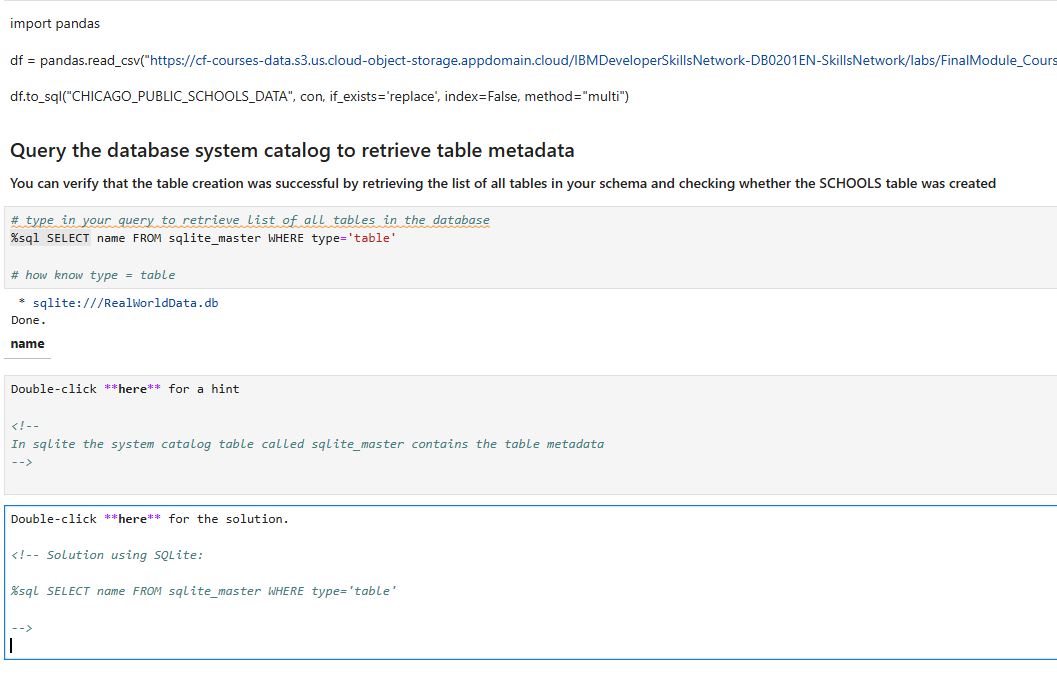 import pandas
df = pandas.read_csv("https://cf-courses-data.s3.us.cloud-object-storage.appdomain.cloud/IBMDeveloperSkillsNetwork-DB0201EN-SkillsNetwork/labs/FinalModule_Cours
df.to_sql("CHICAGO_PUBLIC_SCHOOLS_DATA", con, if_exists='replace', index=False, method="multi")
Query the database system catalog to retrieve table metadata
You can verify that the table creation was successful by retrieving the list of all tables in your schema and checking whether the SCHOOLS table was created
# type in your query to retrieve list of all tables in the database
%sql SELECT name FROM sqlite_master WHERE type='table'
# how know type = table
* sqlite:///RealWorldData.db
Done.
name
Double-click **here** for a hint
<!--
In sqlite the system catalog table called sqlite_master contains the table metadata
-->
Double-click **here** for the solution.
<!-- Solution using SQLite:
%sql SELECT name FROM sqlite_master WHERE type='table'
-->